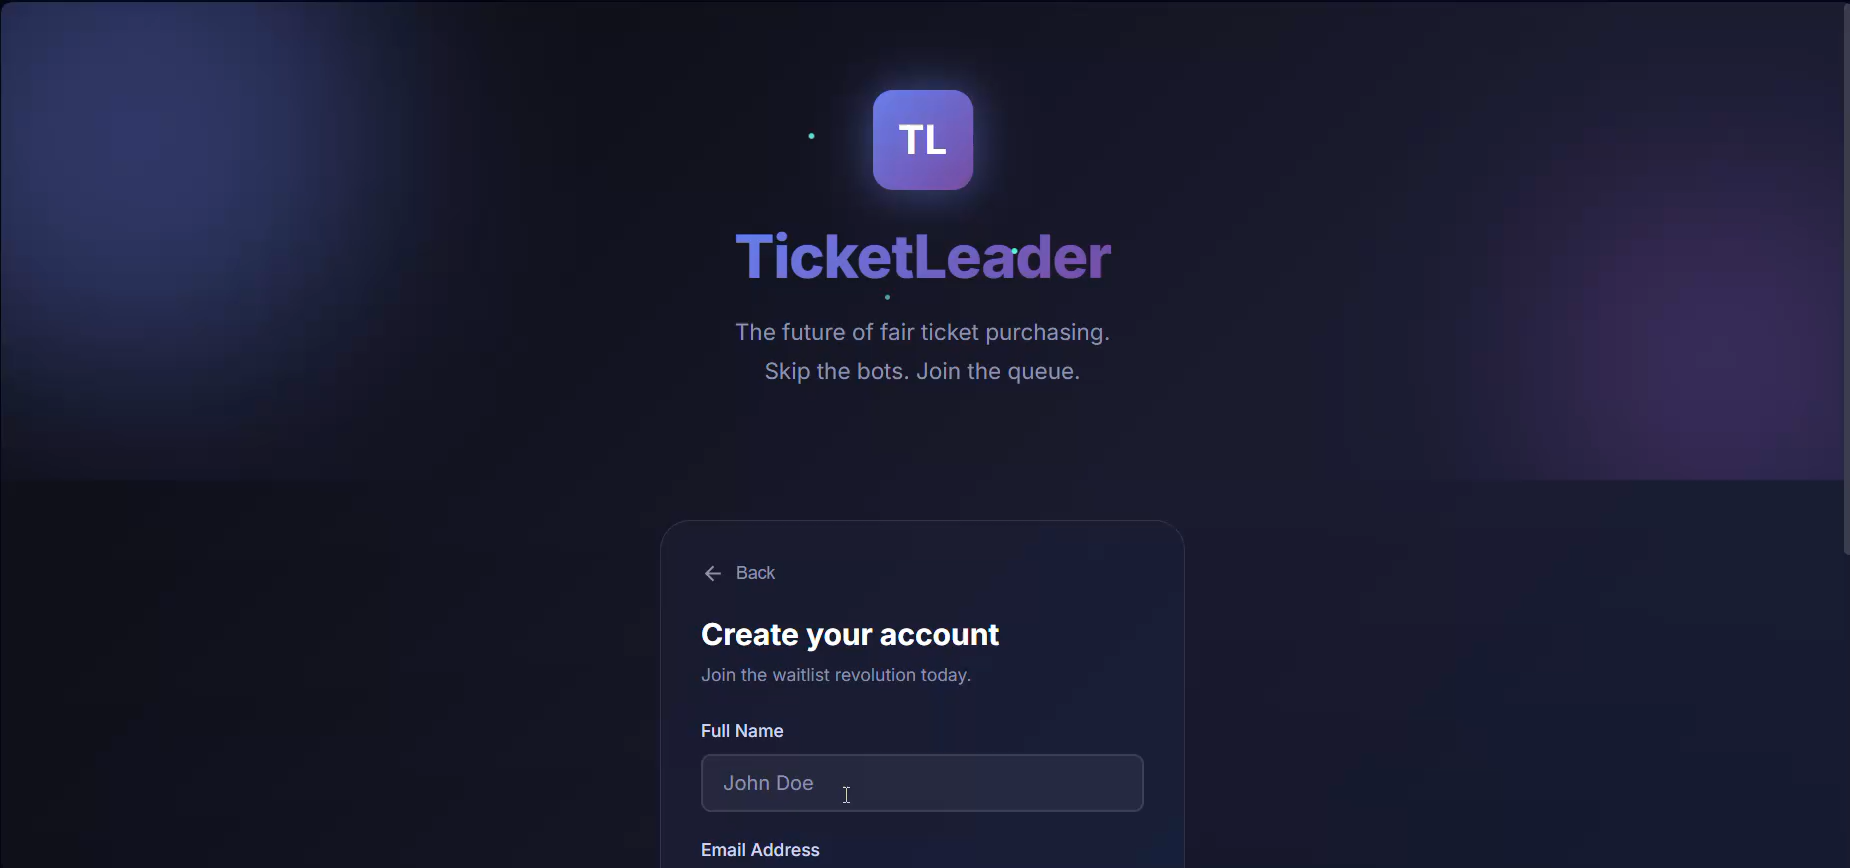 TL
TicketLeader
The future of fair ticket purchasing.
Skip the bots. Join the queue.
Back
Create your account
Join the waitlist revolution today.
Full Name
John Doe
Email Address